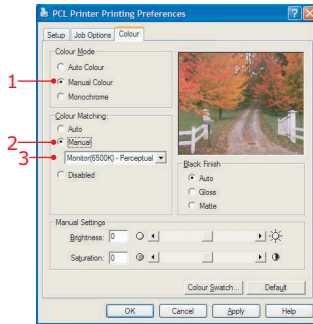 PCL Printer Printing Preferences
Setup Job Options Colour
Colour Mode
Auto Colour
1
Manual Colour
Monochrome
Colour Matching:
Auto
2
Manual
3
Monitor(6500K) - Perceptual
Disabled
Black Finish
Auto
Gloss
Matte
Manual Settings
Brightness: 0
Saturation: 0
Colour Swatch... Default
OK Cancel Apply Help